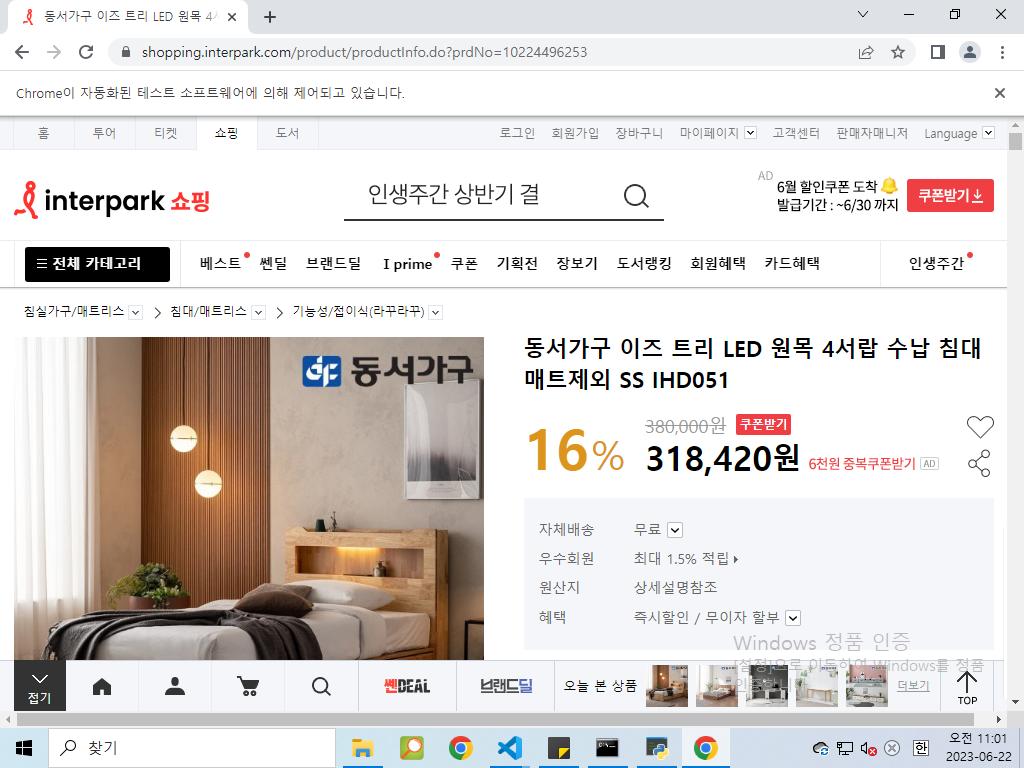 동서가구 이즈 트리 LED 원목 4서
shopping.interpark.com/product/productInfo.do?prdNo=10224496253
Chrome이 자동화된 테스트 소프트웨어에 의해 제어되고 있습니다.
홈 투어 티켓 쇼핑 도서 로그인 회원가입 장바구니 마이페이지 고객센터 판매자매니저 Language
interpark 쇼핑
인생주간 상반기 결
AD
6월 할인쿠폰 도착
발급기간 : ~6/30 까지
쿠폰받기
전체 카테고리 베스트 쎈딜 브랜드딜 I prime 쿠폰 기획전 장보기 도서랭킹 회원혜택 카드혜택 인생주간
침실가구/매트리스 침대/매트리스 기능성/접이식(라꾸라꾸)
동서가구
동서가구 이즈 트리 LED 원목 4서랍 수납 침대
매트제외 SS IHD051
16%
380,000원 쿠폰받기
318,420원 6천원 중복쿠폰받기 AD
자체배송 무료
우수회원 최대 1.5% 적립
원산지 상세설명참조
혜택 즉시할인 / 무이자 할부
Windows 정품 인증
[설정]으로 이동하여 Windows를 정품
접기
쎈DEAL
브랜드딜
오늘 본 상품
더보기
TOP
찾기
한
오전 11:01
2023-06-22